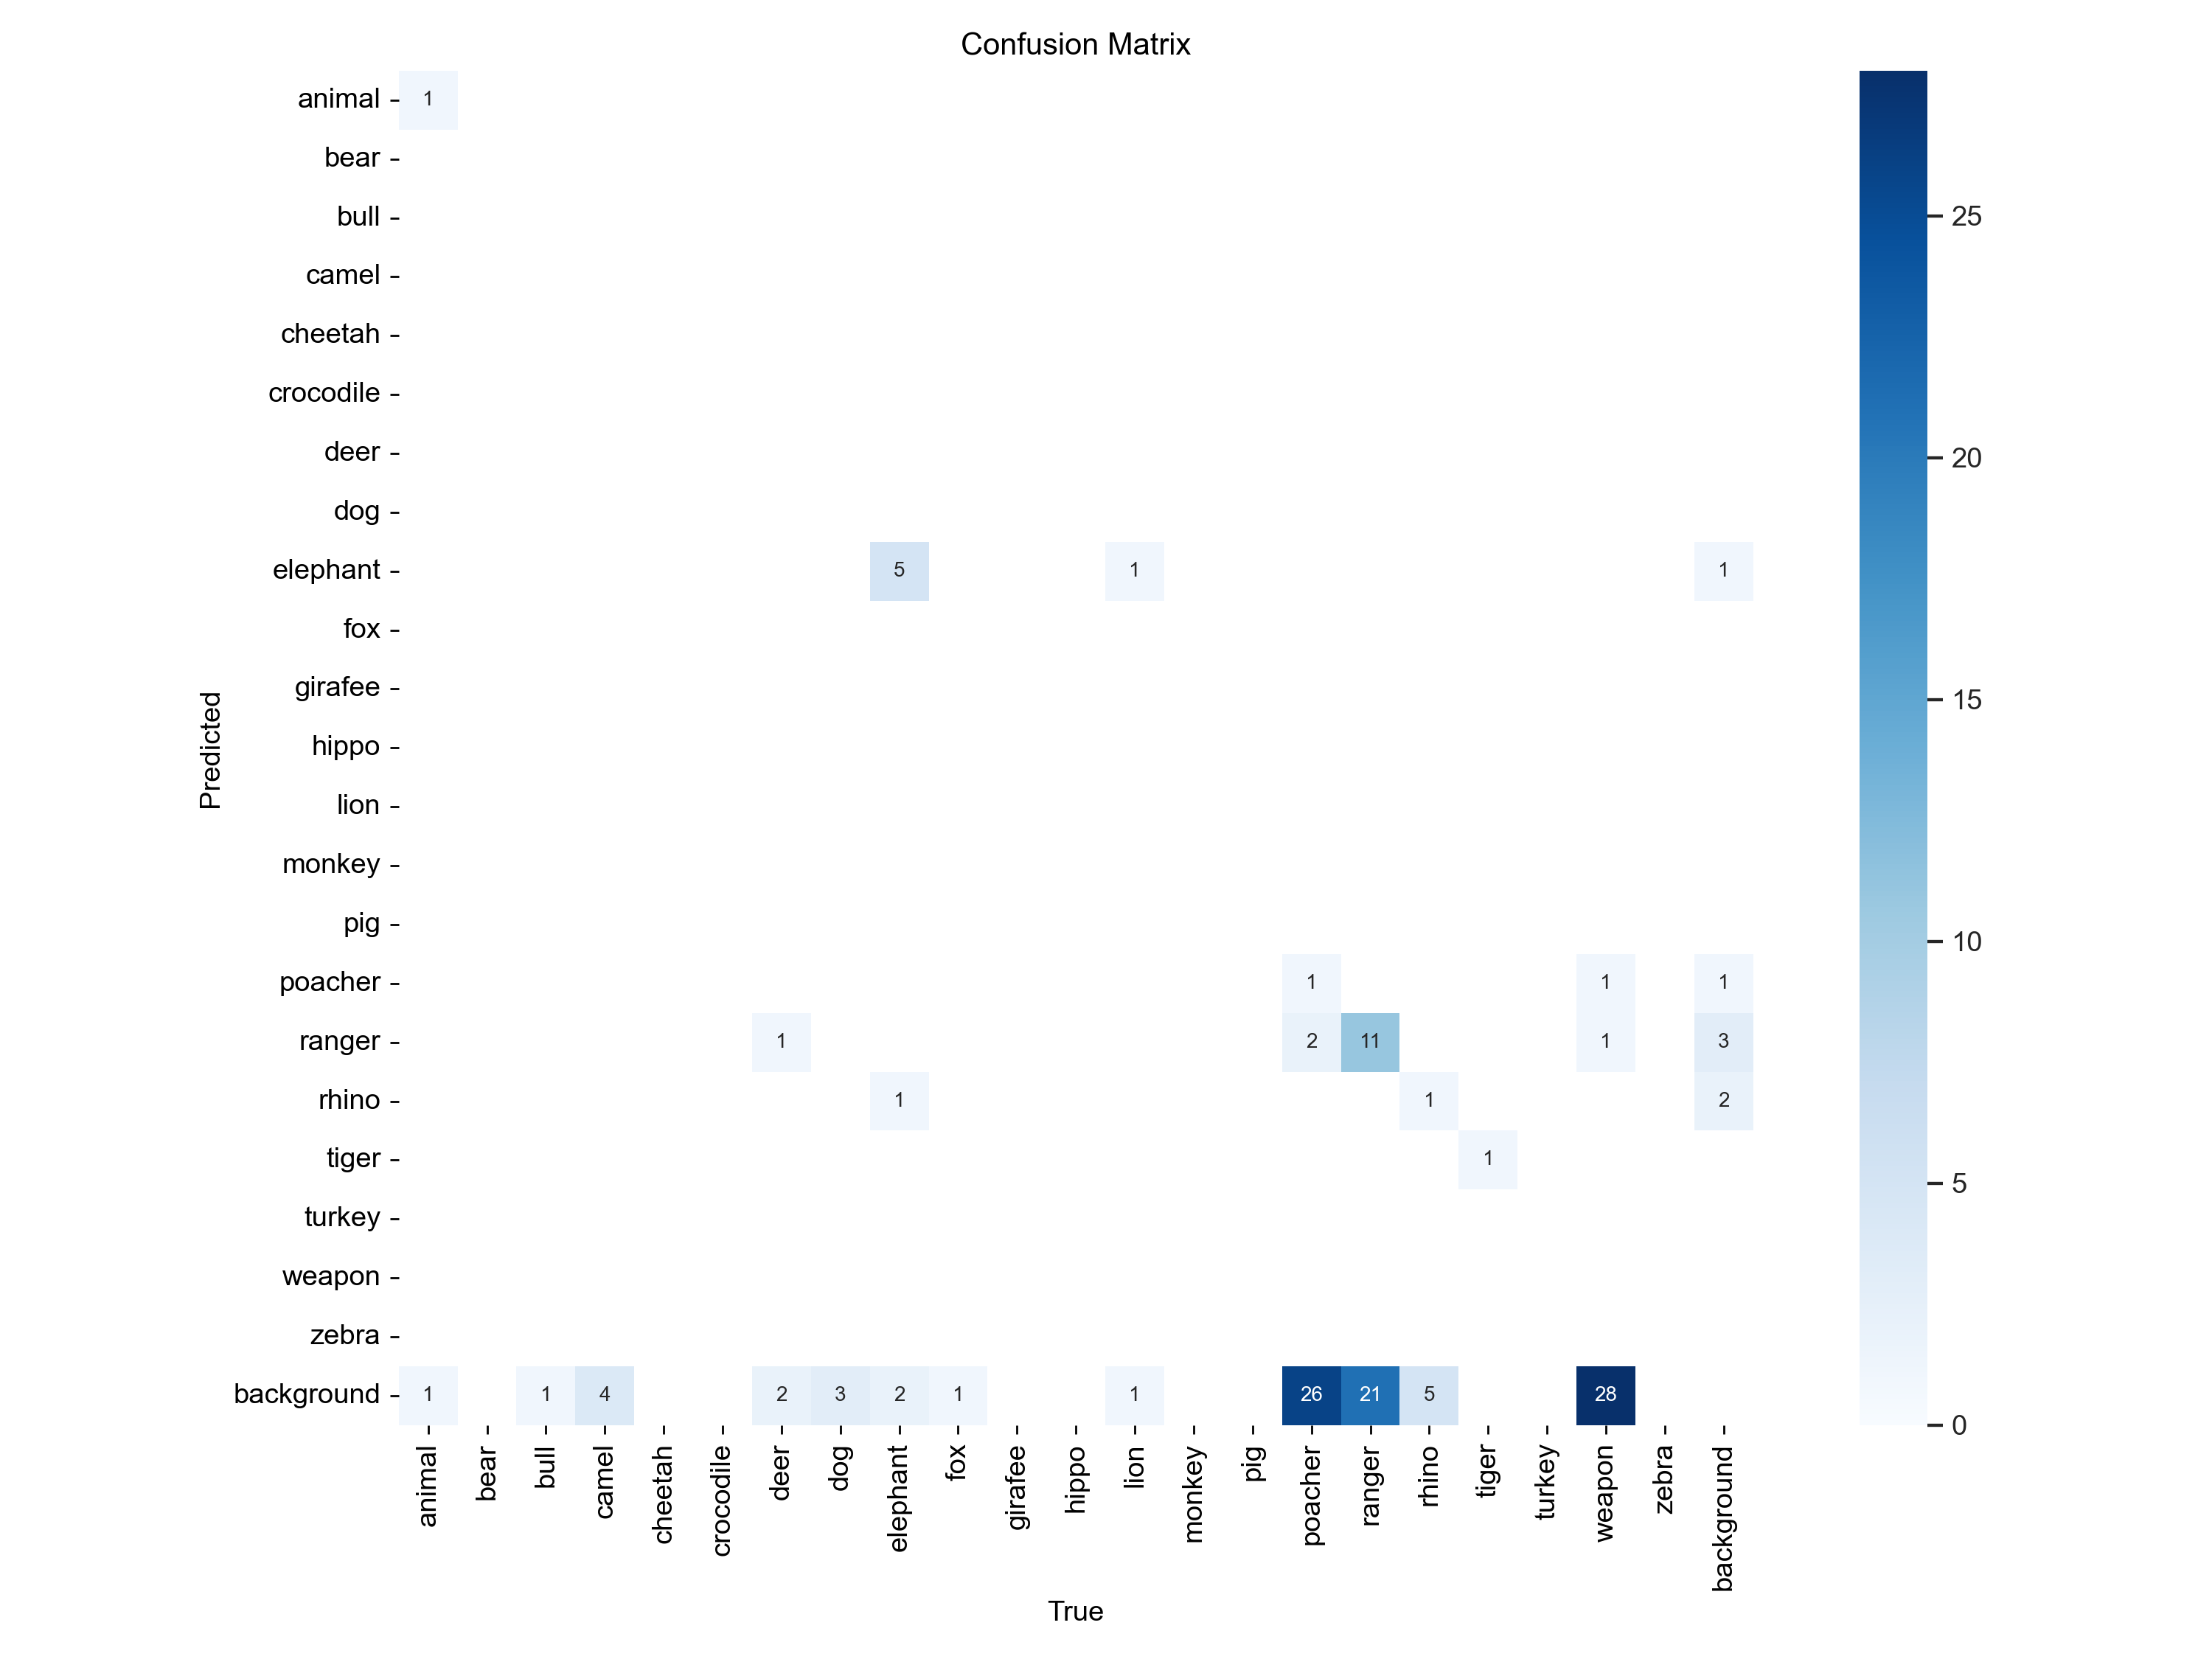 Confusion Matrix
animal 1
bear
bull
camel
cheetah
crocodile
deer
dog
elephant 5 1 1
fox
girafee
hippo
lion
monkey
pig
poacher 1 1 1
ranger 1 2 11 1 3
rhino 1 1 2
tiger 1
turkey
weapon
zebra
background 1 1 4 2 3 2 1 1 26 21 5 28
Predicted
animal bear bull camel cheetah crocodile deer dog elephant fox girafee hippo lion monkey pig poacher ranger rhino tiger turkey weapon zebra background
True
25
20
15
10
5
0